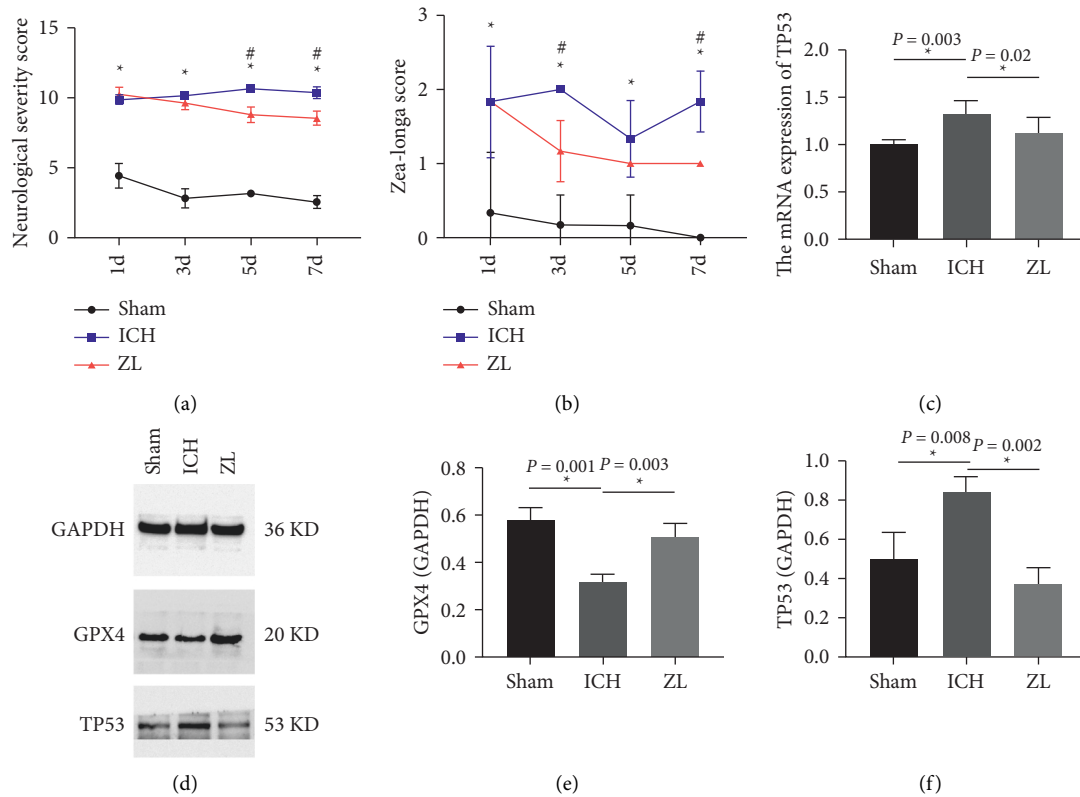 Neurological severity score
15
10
5
0
*
*
#
*
#
*
1d
3d
5d
7d
Sham
ICH
ZL
(a)
Zea-longa score
3
2
1
0
*
#
*
*
#
*
1d
3d
5d
7d
Sham
ICH
ZL
(b)
The mRNA expression of TP53
2.0
1.5
1.0
0.5
0.0
P = 0.003
*
P = 0.02
*
Sham ICH ZL
(c)
Sham ICH ZL
GAPDH 36 KD
GPX4 20 KD
TP53 53 KD
(d)
GPX4 (GAPDH)
0.8
0.6
0.4
0.2
0.0
P = 0.001 P = 0.003
* *
Sham ICH ZL
(e)
TP53 (GAPDH)
1.0
0.8
0.6
0.4
0.2
0.0
P = 0.008
*
P = 0.002
*
Sham ICH ZL
(f)